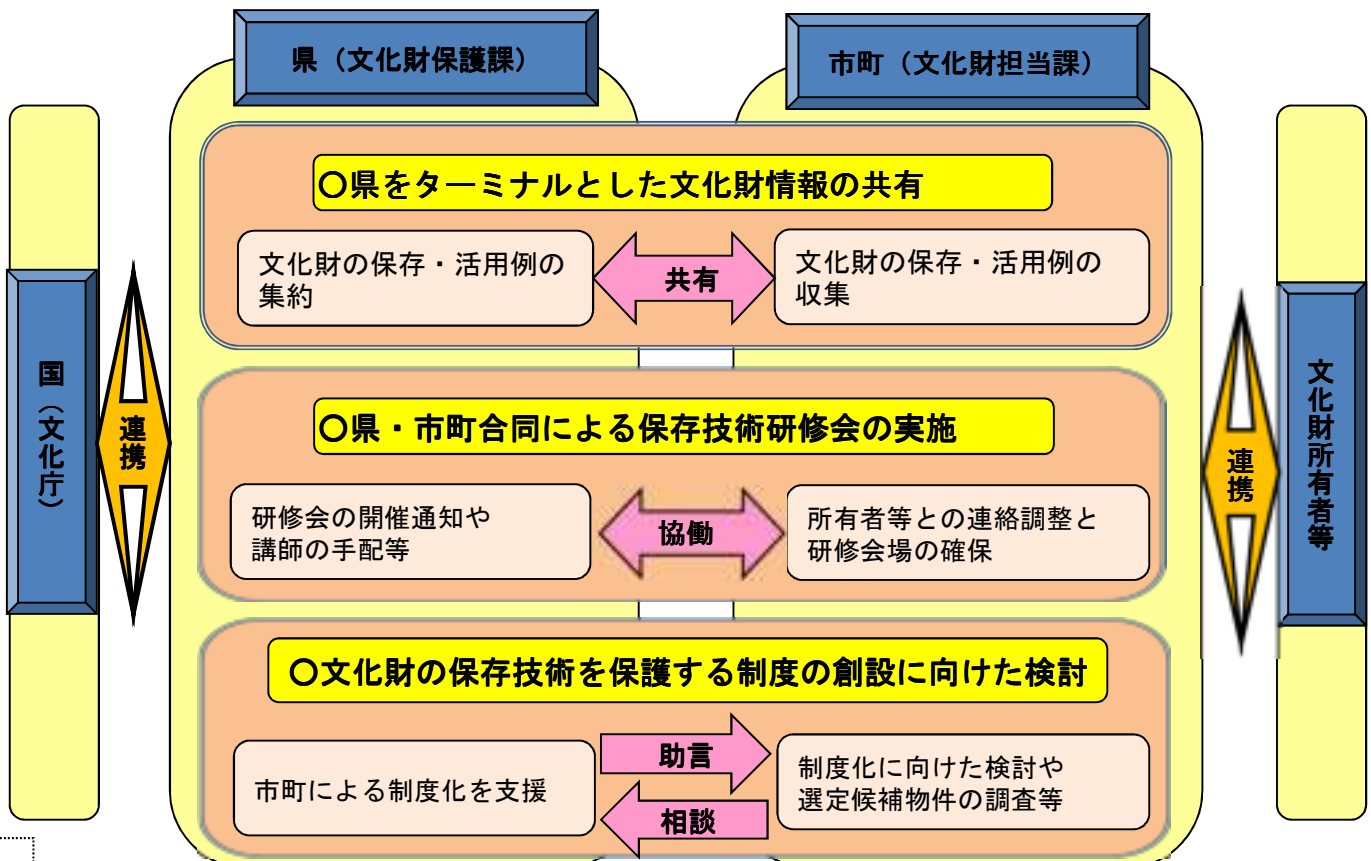 県（文化財保護課）
市町（文化財担当課）
国（文化庁）
連携
〇県をターミナルとした文化財情報の共有
文化財の保存・活用例の
集約
共有
文化財の保存・活用例の
収集
〇県・市町合同による保存技術研修会の実施
研修会の開催通知や
講師の手配等
協働
所有者等との連絡調整と
研修会場の確保
〇文化財の保存技術を保護する制度の創設に向けた検討
市町による制度化を支援
助言
相談
制度化に向けた検討や
選定候補物件の調査等
連携
文化財所有者等